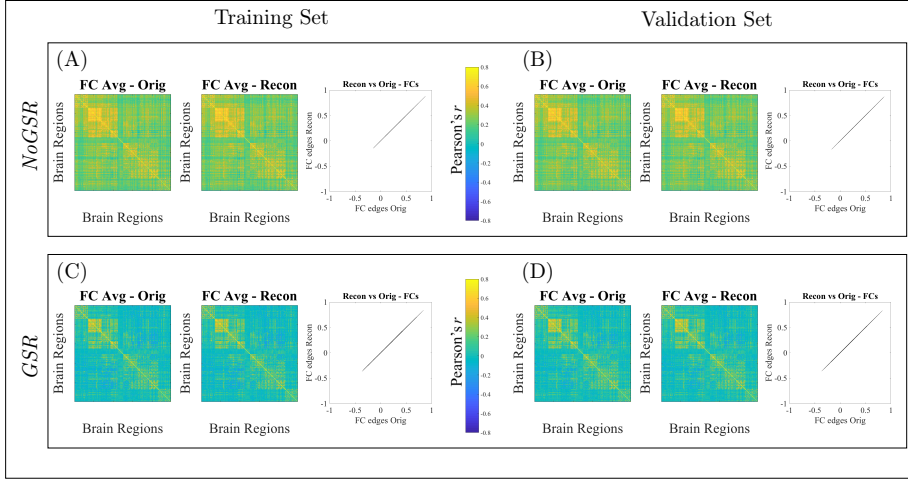 Training Set
Validation Set
NoGSR
(A)
FC Avg - Orig
FC Avg - Recon
Recon vs Orig - FCs
Brain Regions
Brain Regions
Brain Regions
Brain Regions
FC edges Recon
1
0.5
0
-0.5
-1
-1 -0.5 0 0.5 1
FC edges Orig
Pearson's r
0.8
0.6
0.4
0.2
0
-0.2
-0.4
-0.6
-0.8
(B)
FC Avg - Orig
FC Avg - Recon
Recon vs Orig - FCs
Brain Regions
Brain Regions
Brain Regions
Brain Regions
FC edges Recon
1
0.5
0
-0.5
-1
-1 -0.5 0 0.5 1
FC edges Orig
GSR
(C)
FC Avg - Orig
FC Avg - Recon
Recon vs Orig - FCs
Brain Regions
Brain Regions
Brain Regions
Brain Regions
FC edges Recon
1
0.5
0
-0.5
-1
-1 -0.5 0 0.5 1
FC edges Orig
Pearson's r
0.8
0.6
0.4
0.2
0
-0.2
-0.4
-0.6
-0.8
(D)
FC Avg - Orig
FC Avg - Recon
Recon vs Orig - FCs
Brain Regions
Brain Regions
Brain Regions
Brain Regions
FC edges Recon
1
0.5
0
-0.5
-1
-1 -0.5 0 0.5 1
FC edges Orig